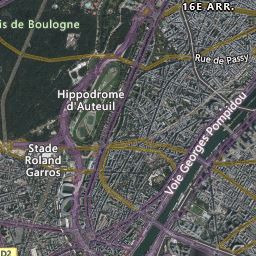 16E ARR.
is de Boulogne
Rue de Passy
Hippodrome
d'Auteuil
Stade
Roland
Garros
Voie Georges Pompidou
D2